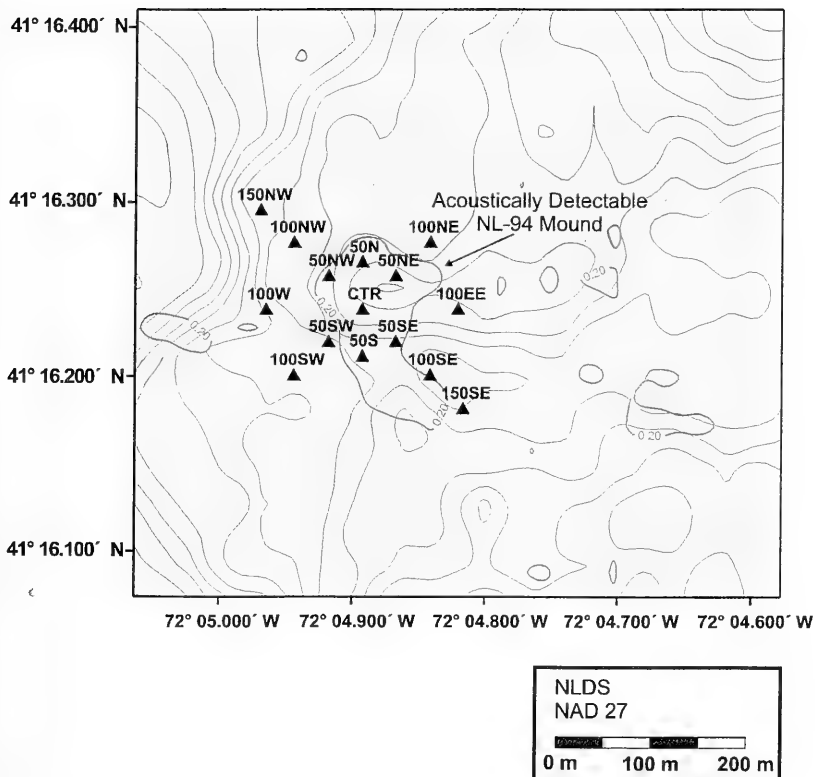 41° 16.400´ N
41° 16.300´ N
150NW
Acoustically Detectable
NL-94 Mound
100NW
100NE
50N
50NW
50NE
0.20
100W
CTR
100EE
0.20
0.20
50SW
50SE
50S
41° 16.200´ N
100SW
100SE
150SE
0.20
0.20
41° 16.100´ N
72° 05.000´ W
72° 04.900´ W
72° 04.800´ W
72° 04.700´ W
72° 04.600´ W
NLDS
NAD 27
0 m
100 m
200 m